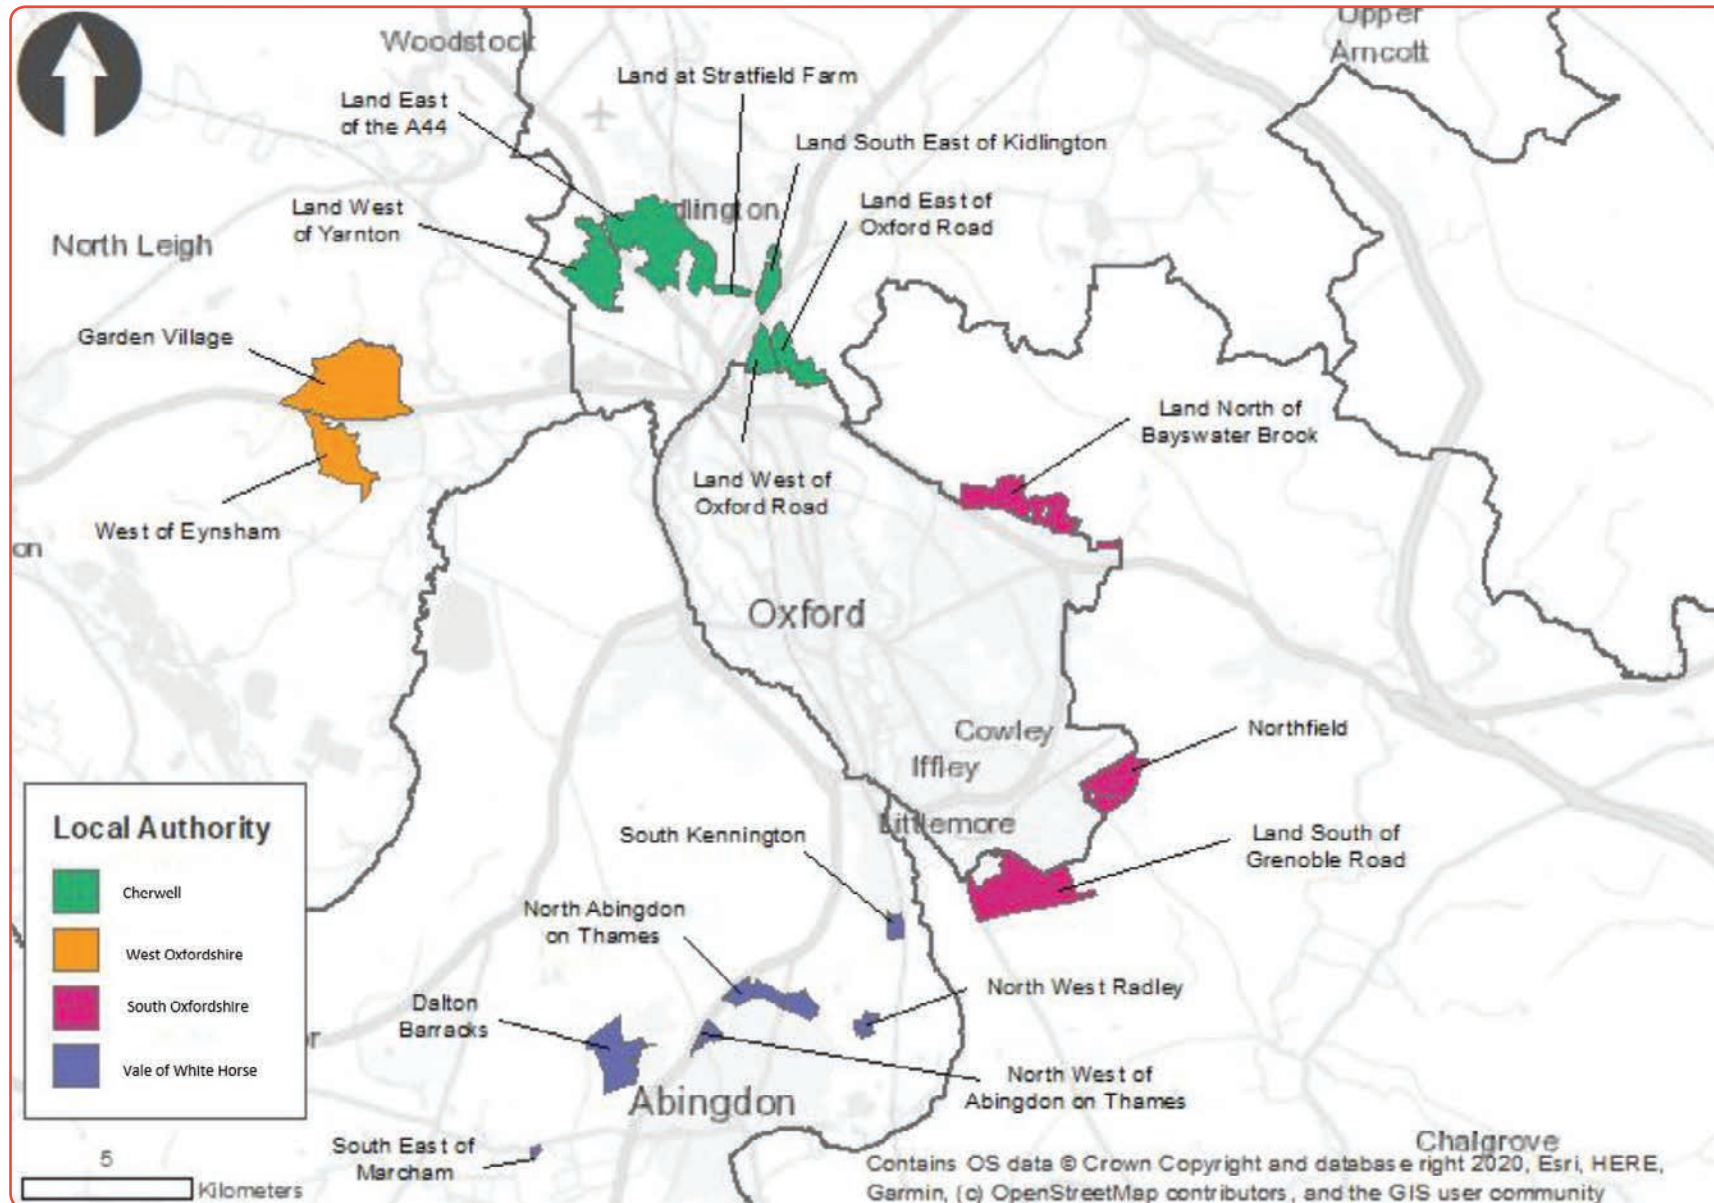 Woodstock
Upper
Arncott
Land at Stratfield Farm
Land East
of the A44
Land South East of Kidlington
Land East of
Oxford Road
dlington
Land West
of Yarnton
North Leigh
Garden Village
Land North of
Bayswater Brook
Land West of
Oxford Road
West of Eynsham
on
Oxford
Cowley
Iffley
Northfield
Littlemore
South Kennington
Land South of
Grenoble Road
Local Authority
Cherwell
West Oxfordshire
South Oxfordshire
Vale of White Horse
North Abingdon
on Thames
North West Radley
Dalton
Barracks
r
North West of
Abingdon on Thames
Abingdon
South East of
Marcham
Chalgrove
5
Kilometers
Contains OS data © Crown Copyright and database right 2020, Esri, HERE,
Garmin, (c) OpenStreetMap contributors, and the GIS user community